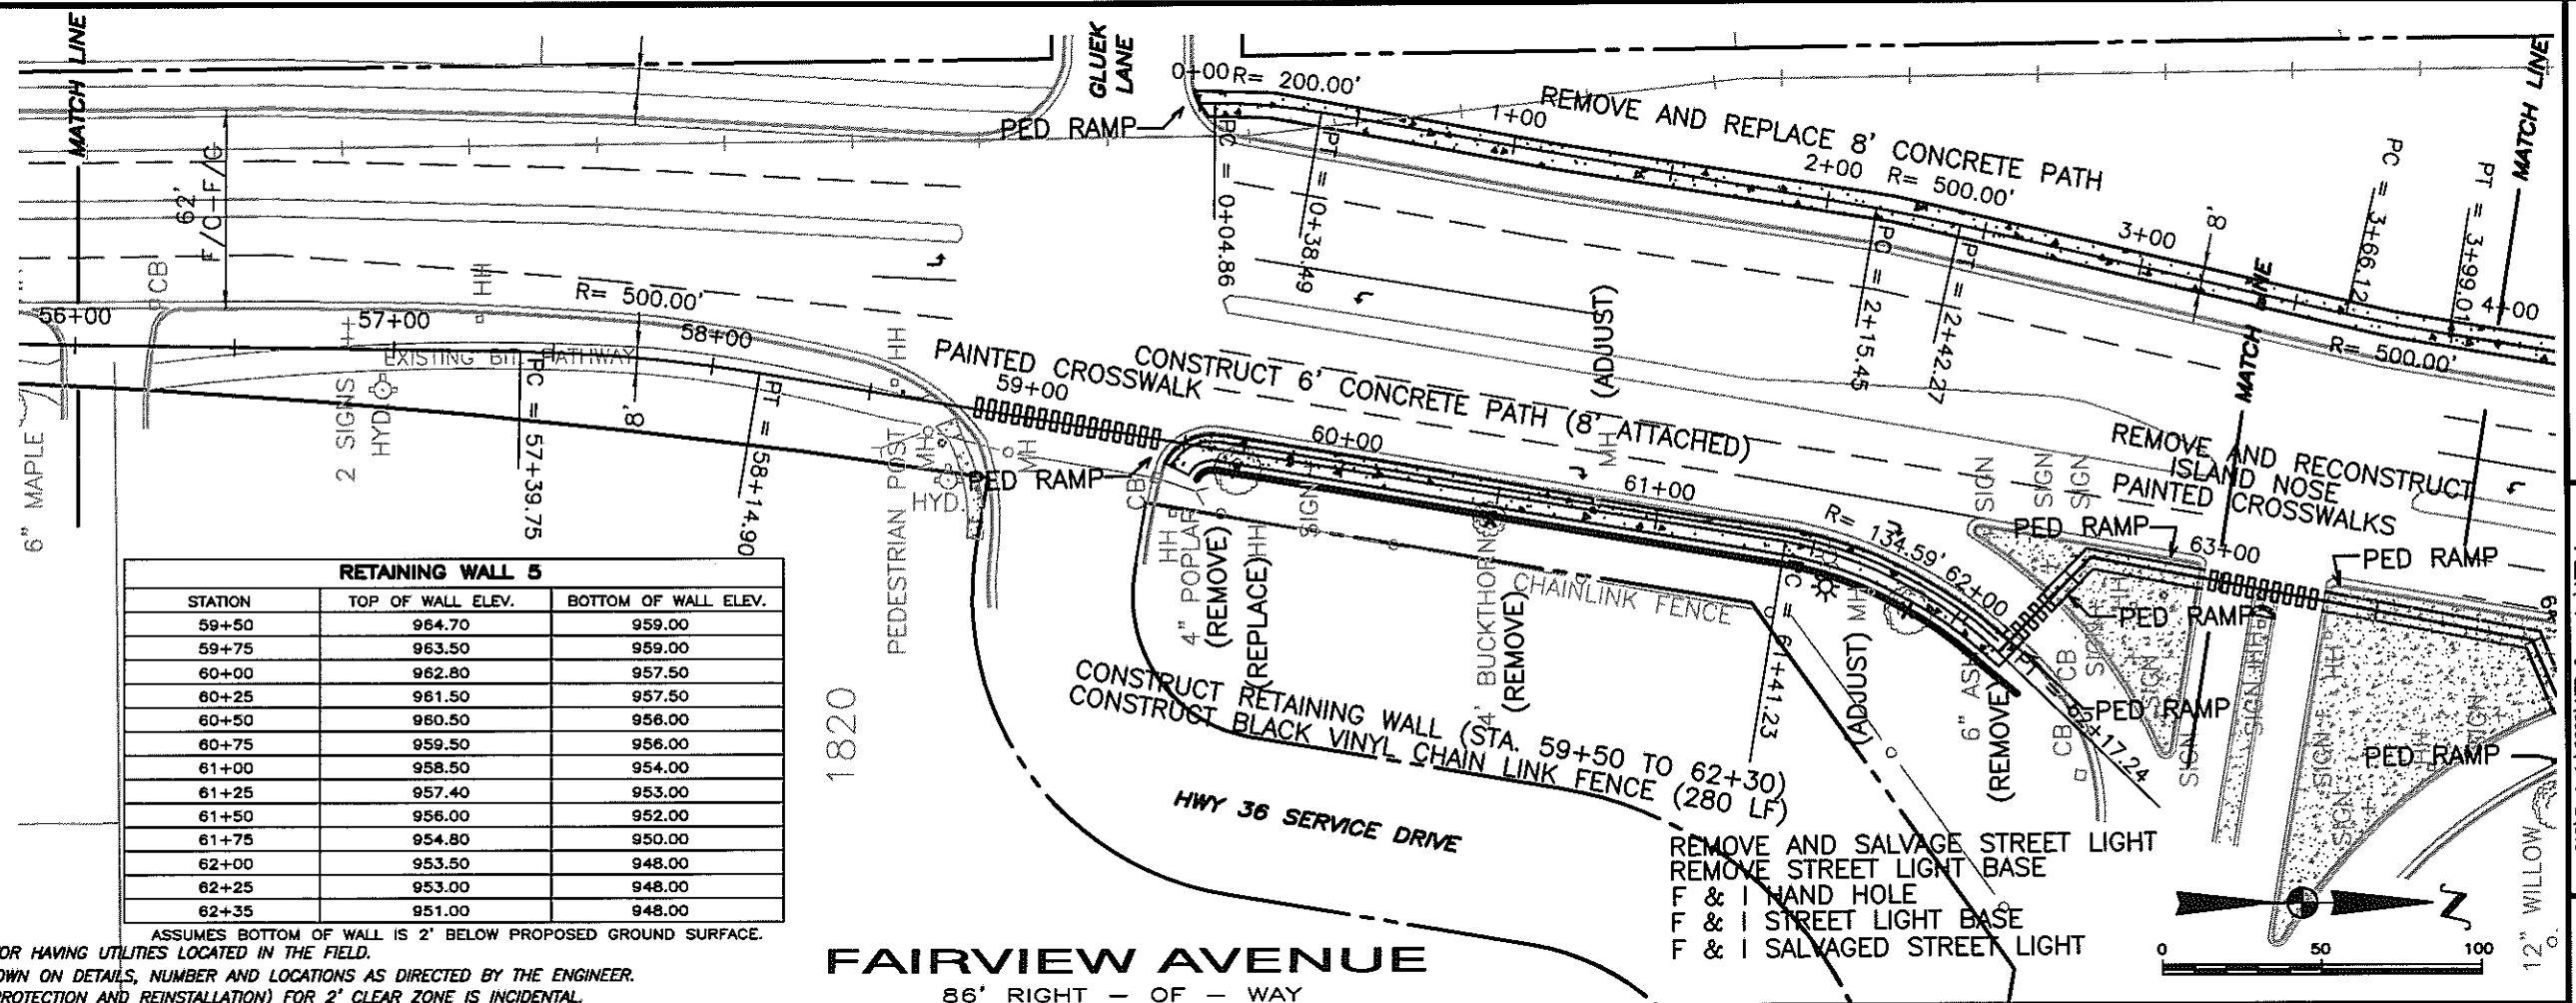 MATCH LINE
GLUEK
LANE
MATCH LINE
0+00
R= 200.00'
PED RAMP
1+00
REMOVE AND REPLACE 8' CONCRETE PATH
2+00
R= 500.00'
3+00
8'
PC = 3+66.12
PT = 3+99.01
4+00
R= 500.00'
MATCH LINE
PC = 0+04.86
PT = 10+38.49
PC = 2+15.45
PT = 2+42.27
62'
F/C-F/C
56+00
CB
57+00
HH
R= 500.00'
58+00
EXISTING BIT. PATHWAY
8'
PC = 57+39.75
PT = 58+14.90
6" MAPLE
2 SIGNS
HYD.
HH
PEDESTRIAN POST
MH
HYD.
MH
PAINTED CROSSWALK
59+00
CONSTRUCT 6' CONCRETE PATH (8' ATTACHED)
PED RAMP
CB
60+00
MH
(ADJUST)
61+00
R= 134.59'
62+00
HH
4" POPLAR
(REMOVE)
HH
(REPLACE)
SIGN
4" BUCKTHORN
(REMOVE)
CHAINLINK FENCE
PC = 61+41.23
MH
(ADJUST)
6" ASH
(REMOVE)
PT = 62+17.24
SIGN
SIGN
SIGN
REMOVE AND RECONSTRUCT
ISLAND NOSE
PAINTED CROSSWALKS
PED RAMP
63+00
PED RAMP
PED RAMP
PED RAMP
PED RAMP
CB
CB
SIGN
HH
SIGN
SIGN
SIGN
HH
SIGN
HH
SIGN
SIGN
HH
SIGN
12" WILLOW
CONSTRUCT RETAINING WALL (STA. 59+50 TO 62+30)
CONSTRUCT BLACK VINYL CHAIN LINK FENCE (280 LF)
HWY 36 SERVICE DRIVE
1820
REMOVE AND SALVAGE STREET LIGHT
REMOVE STREET LIGHT BASE
F & I HAND HOLE
F & I STREET LIGHT BASE
F & I SALVAGED STREET LIGHT
Z
0 50 100
RETAINING WALL 5
STATION TOP OF WALL ELEV. BOTTOM OF WALL ELEV.
59+50 964.70 959.00
59+75 963.50 959.00
60+00 962.80 957.50
60+25 961.50 957.50
60+50 960.50 956.00
60+75 959.50 956.00
61+00 958.50 954.00
61+25 957.40 953.00
61+50 956.00 952.00
61+75 954.80 950.00
62+00 953.50 948.00
62+25 953.00 948.00
62+35 951.00 948.00
ASSUMES BOTTOM OF WALL IS 2' BELOW PROPOSED GROUND SURFACE.
OR HAVING UTILITIES LOCATED IN THE FIELD.
OWN ON DETAILS, NUMBER AND LOCATIONS AS DIRECTED BY THE ENGINEER.
PROTECTION AND REINSTALLATION) FOR 2' CLEAR ZONE IS INCIDENTAL.
FAIRVIEW AVENUE
86' RIGHT - OF - WAY